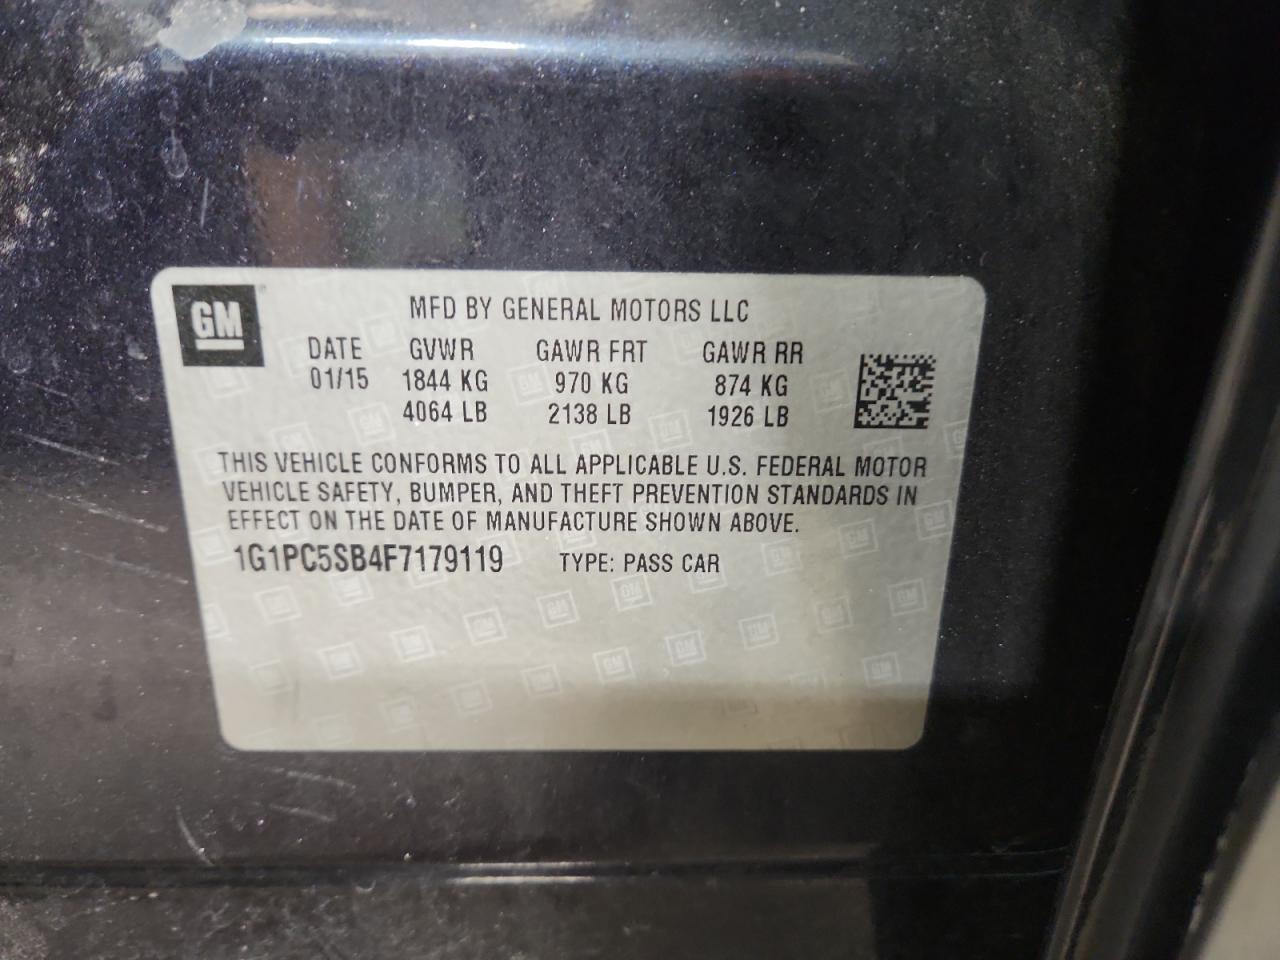 GM
MFD BY GENERAL MOTORS LLC
DATE GVWR GAWR FRT GAWR RR
01/15 1844 KG 970 KG 874 KG
4064 LB 2138 LB 1926 LB
THIS VEHICLE CONFORMS TO ALL APPLICABLE U.S. FEDERAL MOTOR
VEHICLE SAFETY, BUMPER, AND THEFT PREVENTION STANDARDS IN
EFFECT ON THE DATE OF MANUFACTURE SHOWN ABOVE.
1G1PC5SB4F7179119 TYPE: PASS CAR